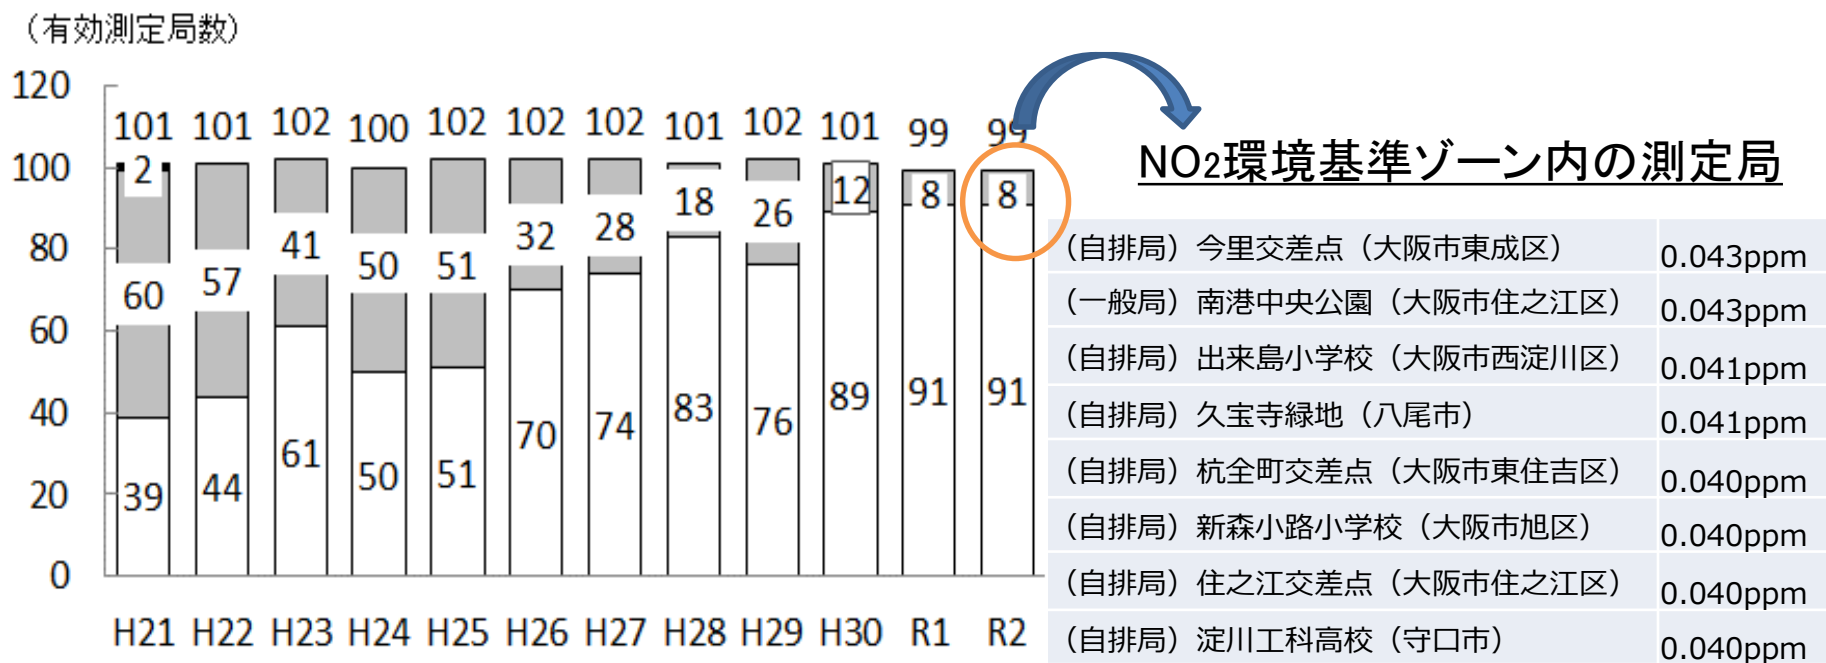 （有効測定局数）
120
100
80
60
40
20
0
101 101 102 100 102 102 102 101 102 101 99 99
2
60 57 41 50 51 32 28 18 26 12 8 8
39 44 61 50 51 70 74 83 76 89 91 91
H21 H22 H23 H24 H25 H26 H27 H28 H29 H30 R1 R2
NO2環境基準ゾーン内の測定局
（自排局）今里交差点（大阪市東成区） 0.043ppm
（一般局）南港中央公園（大阪市住之江区） 0.043ppm
（自排局）出来島小学校（大阪市西淀川区） 0.041ppm
（自排局）久宝寺緑地（八尾市） 0.041ppm
（自排局）杭全町交差点（大阪市東住吉区） 0.040ppm
（自排局）新森小路小学校（大阪市旭区） 0.040ppm
（自排局）住之江交差点（大阪市住之江区） 0.040ppm
（自排局）淀川工科高校（守口市） 0.040ppm